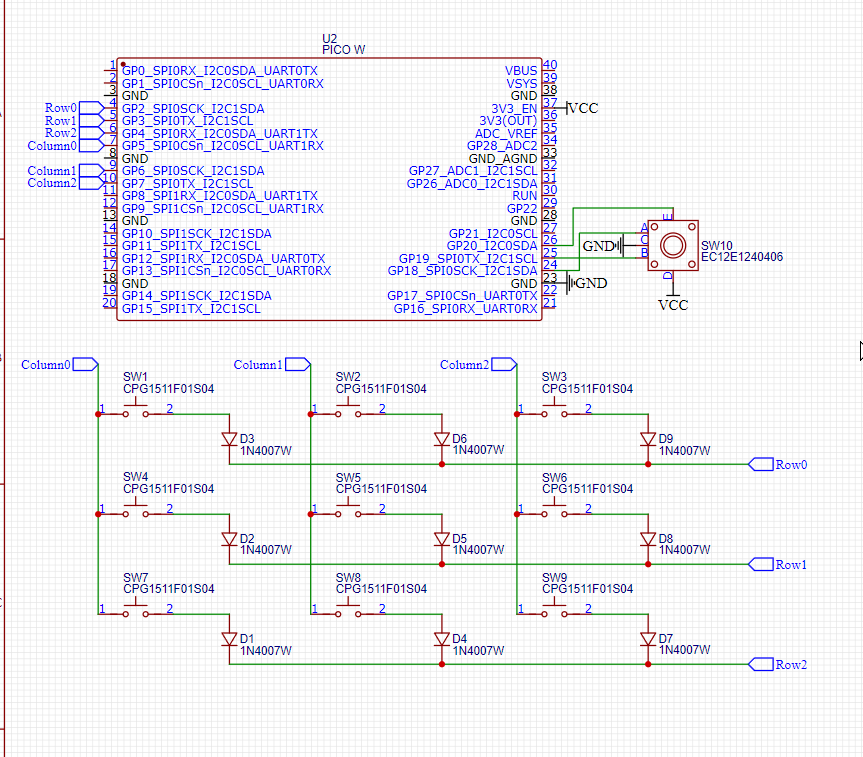 U2
PICO W
1 GP0_SPI0RX_I2C0SDA_UART0TX VBUS 40
2 GP1_SPI0CSn_I2C0SCL_UART0RX VSYS 39
3 GND GND 38
Row0 4 GP2_SPI0SCK_I2C1SDA 3V3_EN 37 VCC
Row1 5 GP3_SPI0TX_I2C1SCL 3V3(OUT) 36
Row2 6 GP4_SPI0RX_I2C0SDA_UART1TX ADC_VREF 35
Column0 7 GP5_SPI0CSn_I2C0SCL_UART1RX GP28_ADC2 34
8 GND GND_AGND 33
Column1 9 GP6_SPI0SCK_I2C1SDA GP27_ADC1_I2C1SCL 32
Column2 10 GP7_SPI0TX_I2C1SCL GP26_ADC0_I2C1SDA 31
11 GP8_SPI1RX_I2C0SDA_UART1TX RUN 30
12 GP9_SPI1CSn_I2C0SCL_UART1RX GP22 29
13 GND GND 28
14 GP10_SPI1SCK_I2C1SDA GP21_I2C0SCL 27
15 GP11_SPI1TX_I2C1SCL GP20_I2C0SDA 26
16 GP12_SPI1RX_I2C0SDA_UART0TX GP19_SPI0TX_I2C1SCL 25
17 GP13_SPI1CSn_I2C0SCL_UART0RX GP18_SPI0SCK_I2C1SDA 24
18 GND GND 23 GND
19 GP14_SPI1SCK_I2C1SDA GP17_SPI0CSn_UART0TX 22
20 GP15_SPI1TX_I2C1SCL GP16_SPI0RX_UART0RX 21
E
A
GND C
B
D
SW10
EC12E1240406
VCC
Column0 Column1 Column2
SW1 SW2 SW3
CPG1511F01S04 CPG1511F01S04 CPG1511F01S04
1 2 1 2 1 2
D3 D6 D9
1N4007W 1N4007W 1N4007W
Row0
SW4 SW5 SW6
CPG1511F01S04 CPG1511F01S04 CPG1511F01S04
1 2 1 2 1 2
D2 D5 D8
1N4007W 1N4007W 1N4007W
Row1
SW7 SW8 SW9
CPG1511F01S04 CPG1511F01S04 CPG1511F01S04
1 2 1 2 1 2
D1 D4 D7
1N4007W 1N4007W 1N4007W
Row2